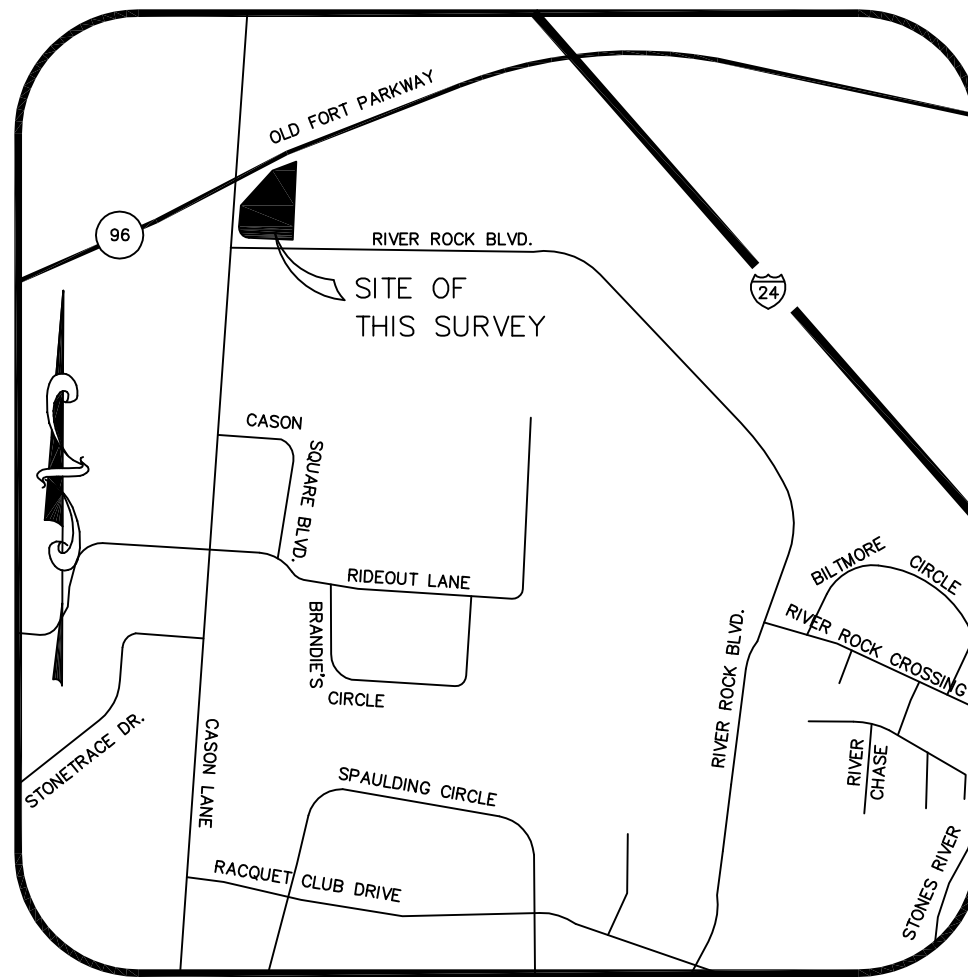 OLD FORT PARKWAY
96
RIVER ROCK BLVD.
24
SITE OF
THIS SURVEY
CASON
SQUARE BLVD.
RIDEOUT LANE
BRANDIE'S
CIRCLE
BILTMORE
CIRCLE
RIVER ROCK CROSSING
RIVER ROCK BLVD.
STONETRACE DR.
CASON LANE
RIVER
CHASE
SPAULDING CIRCLE
RACQUET CLUB DRIVE
STONES RIVER